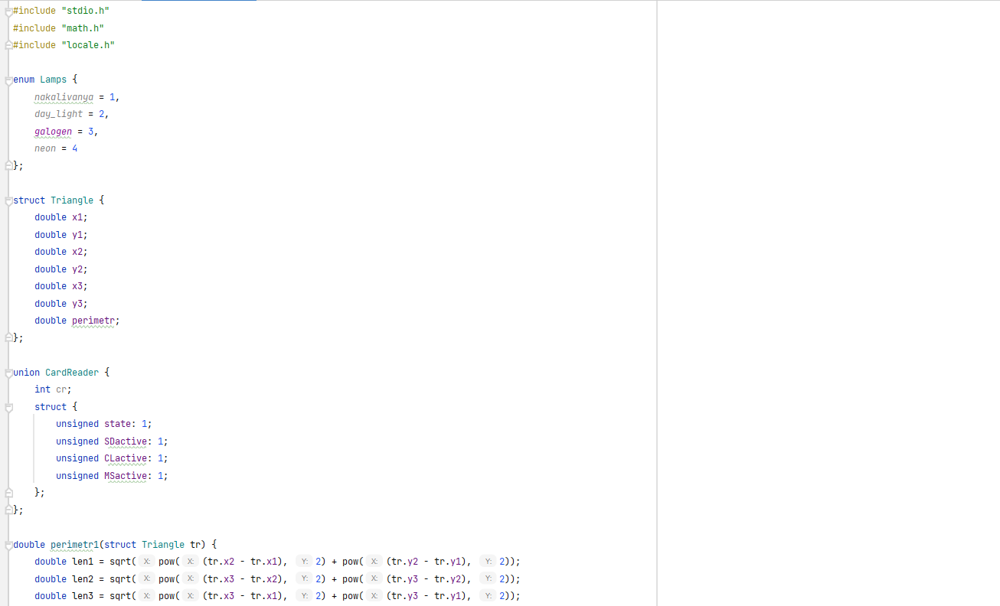 #include "stdio.h"
#include "math.h"
#include "locale.h"
enum Lamps {
nakalivanya = 1,
day_light = 2,
galogen = 3,
neon = 4
};
struct Triangle {
double x1;
double y1;
double x2;
double y2;
double x3;
double y3;
double perimetr;
};
union CardReader {
int cr;
struct {
unsigned state: 1;
unsigned SDactive: 1;
unsigned CLactive: 1;
unsigned MSactive: 1;
};
};
double perimetr1(struct Triangle tr) {
double len1 = sqrt( X: pow( X: (tr.x2 - tr.x1), Y: 2) + pow( X: (tr.y2 - tr.y1), Y: 2));
double len2 = sqrt( X: pow( X: (tr.x3 - tr.x2), Y: 2) + pow( X: (tr.y3 - tr.y2), Y: 2));
double len3 = sqrt( X: pow( X: (tr.x3 - tr.x1), Y: 2) + pow( X: (tr.y3 - tr.y1), Y: 2));